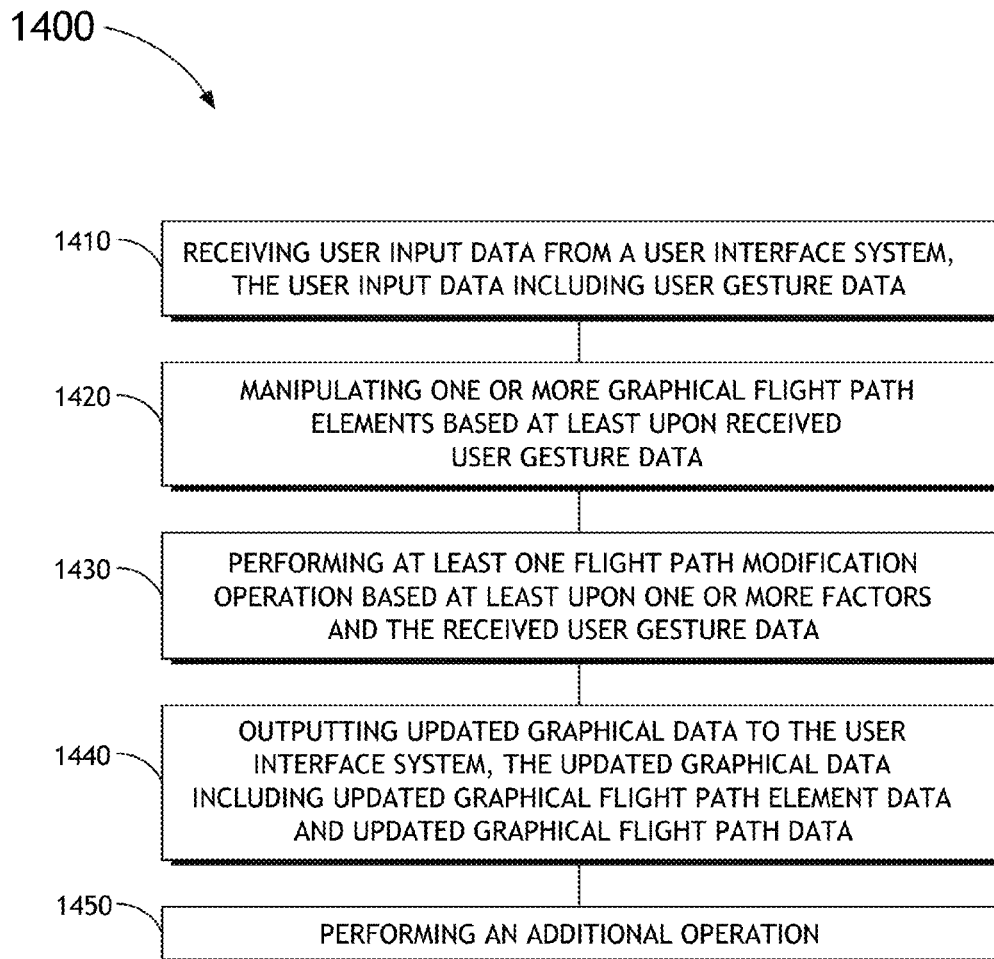 1400
1410
RECEIVING USER INPUT DATA FROM A USER INTERFACE SYSTEM,
THE USER INPUT DATA INCLUDING USER GESTURE DATA
1420
MANIPULATING ONE OR MORE GRAPHICAL FLIGHT PATH
ELEMENTS BASED AT LEAST UPON RECEIVED
USER GESTURE DATA
1430
PERFORMING AT LEAST ONE FLIGHT PATH MODIFICATION
OPERATION BASED AT LEAST UPON ONE OR MORE FACTORS
AND THE RECEIVED USER GESTURE DATA
1440
OUTPUTTING UPDATED GRAPHICAL DATA TO THE USER
INTERFACE SYSTEM, THE UPDATED GRAPHICAL DATA
INCLUDING UPDATED GRAPHICAL FLIGHT PATH ELEMENT DATA
AND UPDATED GRAPHICAL FLIGHT PATH DATA
1450
PERFORMING AN ADDITIONAL OPERATION